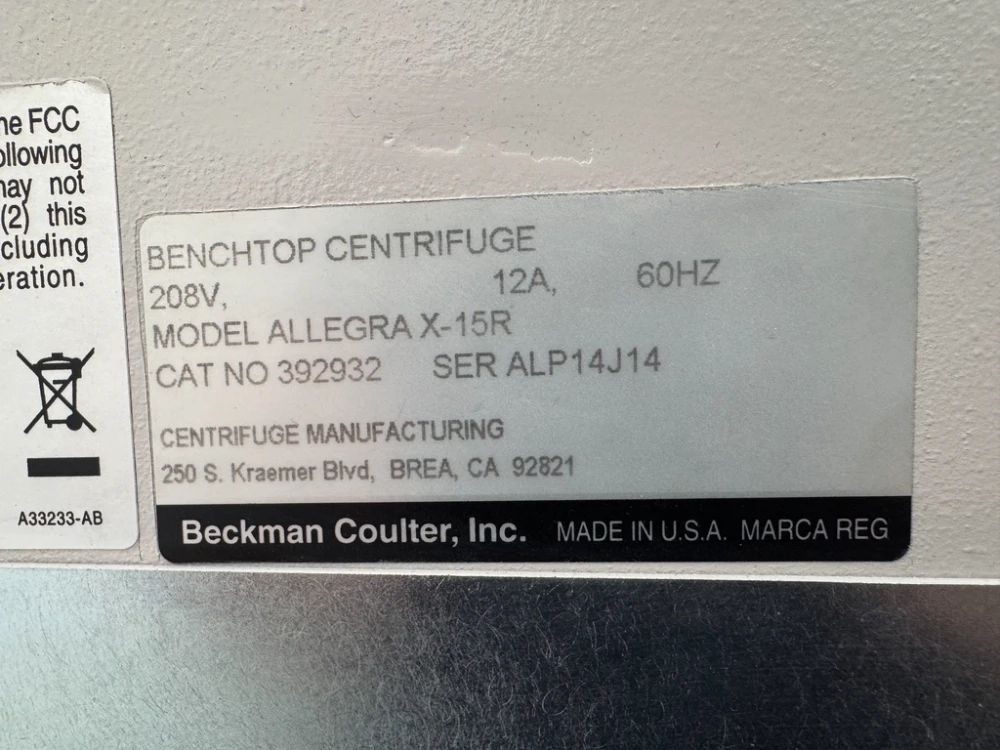 he FCC
ollowing
may not
(2) this
cluding
eration.
A33233-AB
BENCHTOP CENTRIFUGE
208V, 12A, 60HZ
MODEL ALLEGRA X-15R
CAT NO 392932 SER ALP14J14
CENTRIFUGE MANUFACTURING
250 S. Kraemer Blvd, BREA, CA 92821
Beckman Coulter, Inc. MADE IN U.S.A. MARCA REG